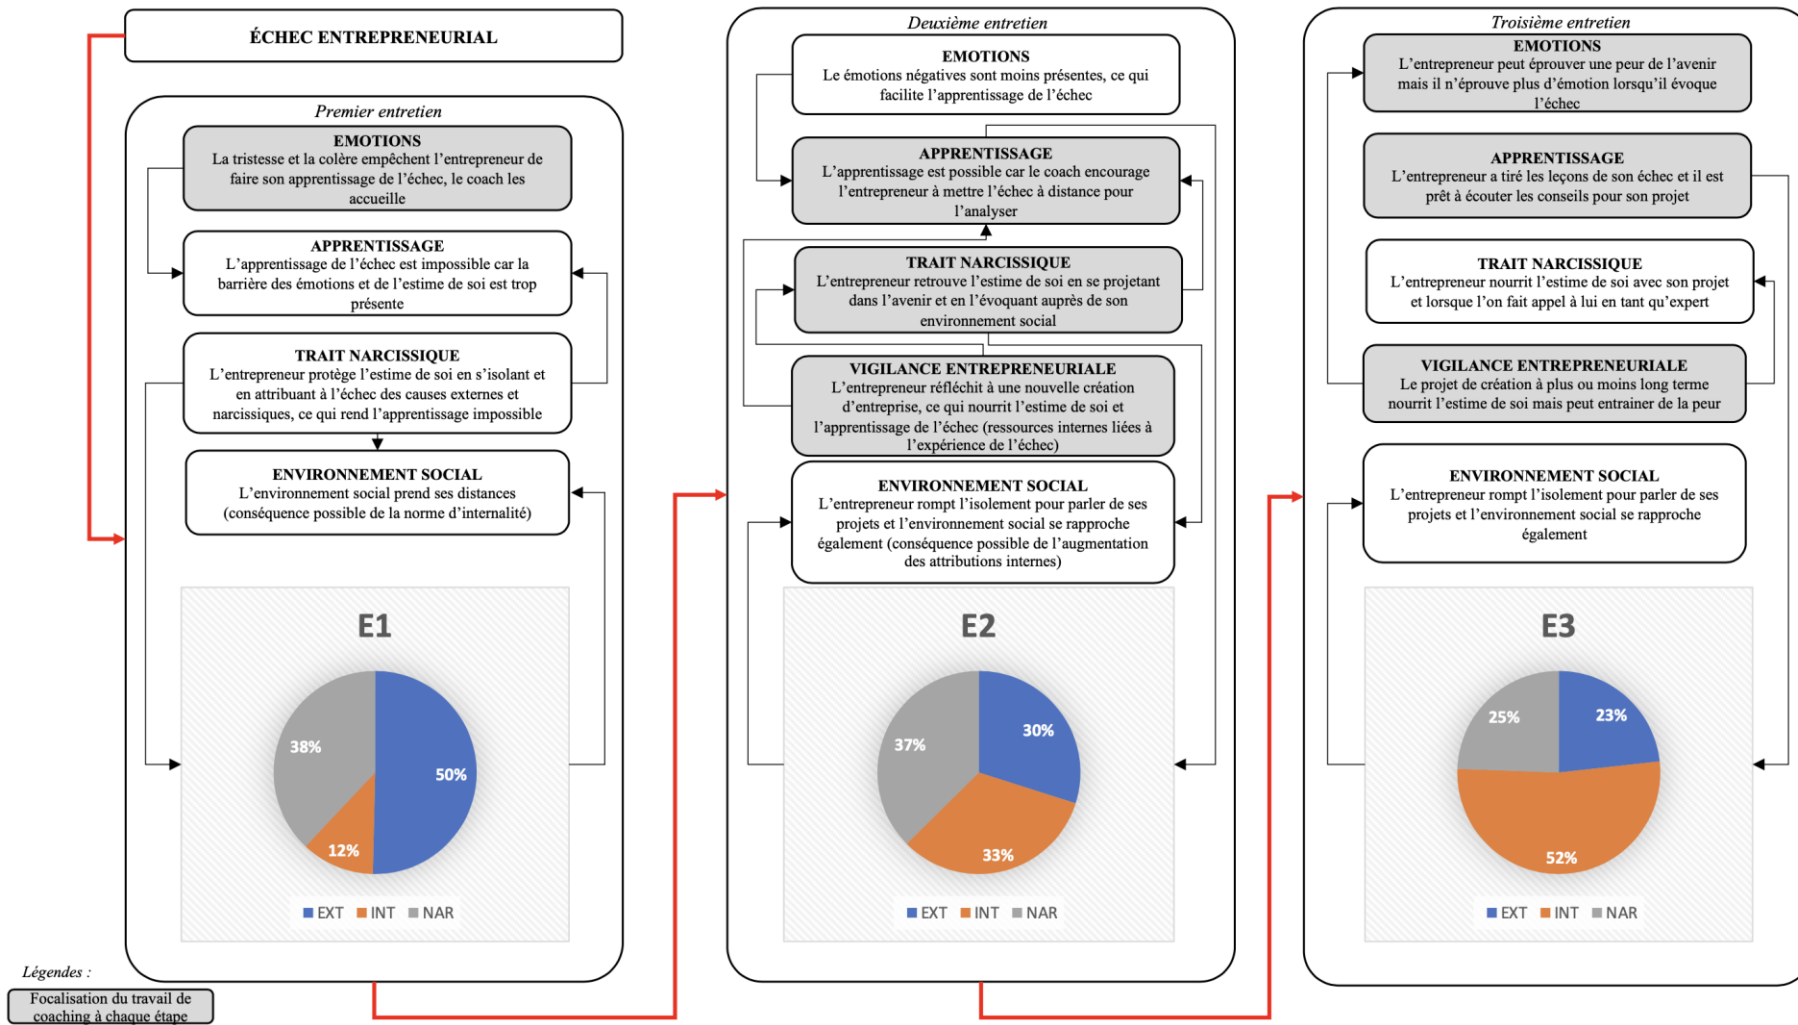 ÉCHEC ENTREPRENEURIAL
Premier entretien
EMOTIONS
La tristesse et la colère empêchent l'entrepreneur de
faire son apprentissage de l'échec, le coach les
accueille
APPRENTISSAGE
L'apprentissage de l'échec est impossible car la
barrière des émotions et de l'estime de soi est trop
présente
TRAIT NARCISSIQUE
L'entrepreneur protège l'estime de soi en s'isolant et
en attribuant à l'échec des causes externes et
narcissiques, ce qui rend l'apprentissage impossible
ENVIRONNEMENT SOCIAL
L'environnement social prend ses distances
(conséquence possible de la norme d'internalité)
E1
38%
50%
12%
EXT INT NAR
Légendes :
Focalisation du travail de
coaching à chaque étape
Deuxième entretien
EMOTIONS
Le émotions négatives sont moins présentes, ce qui
facilite l'apprentissage de l'échec
APPRENTISSAGE
L'apprentissage est possible car le coach encourage
l'entrepreneur à mettre l'échec à distance pour
l'analyser
TRAIT NARCISSIQUE
L'entrepreneur retrouve l'estime de soi en se projetant
dans l'avenir et en l'évoquant auprès de son
environnement social
VIGILANCE ENTREPRENEURIALE
L'entrepreneur réfléchit à une nouvelle création
d'entreprise, ce qui nourrit l'estime de soi et
l'apprentissage de l'échec (ressources internes liées à
l'expérience de l'échec)
ENVIRONNEMENT SOCIAL
L'entrepreneur rompt l'isolement pour parler de ses
projets et l'environnement social se rapproche
également (conséquence possible de l'augmentation
des attributions internes)
E2
30%
37%
33%
EXT INT NAR
Troisième entretien
EMOTIONS
L'entrepreneur peut éprouver une peur de l'avenir
mais il n'éprouve plus d'émotion lorsqu'il évoque
l'échec
APPRENTISSAGE
L'entrepreneur a tiré les leçons de son échec et il est
prêt à écouter les conseils pour son projet
TRAIT NARCISSIQUE
L'entrepreneur nourrit l'estime de soi avec son projet
et lorsque l'on fait appel à lui en tant qu'expert
VIGILANCE ENTREPRENEURIALE
Le projet de création à plus ou moins long terme
nourrit l'estime de soi mais peut entrainer de la peur
ENVIRONNEMENT SOCIAL
L'entrepreneur rompt l'isolement pour parler de ses
projets et l'environnement social se rapproche
également
E3
25%
23%
52%
EXT INT NAR